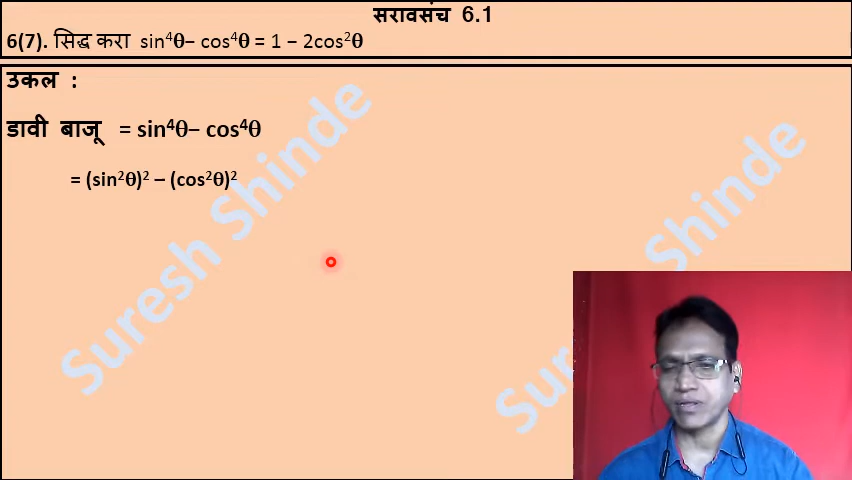 सरावसंच 6.1
6(7). सिद्ध करा sin⁴θ– cos⁴θ = 1 – 2cos²θ
उकल :
डावी बाजू = sin⁴θ– cos⁴θ
= (sin²θ)² – (cos²θ)²
Suresh Shinde
Suresh Shinde